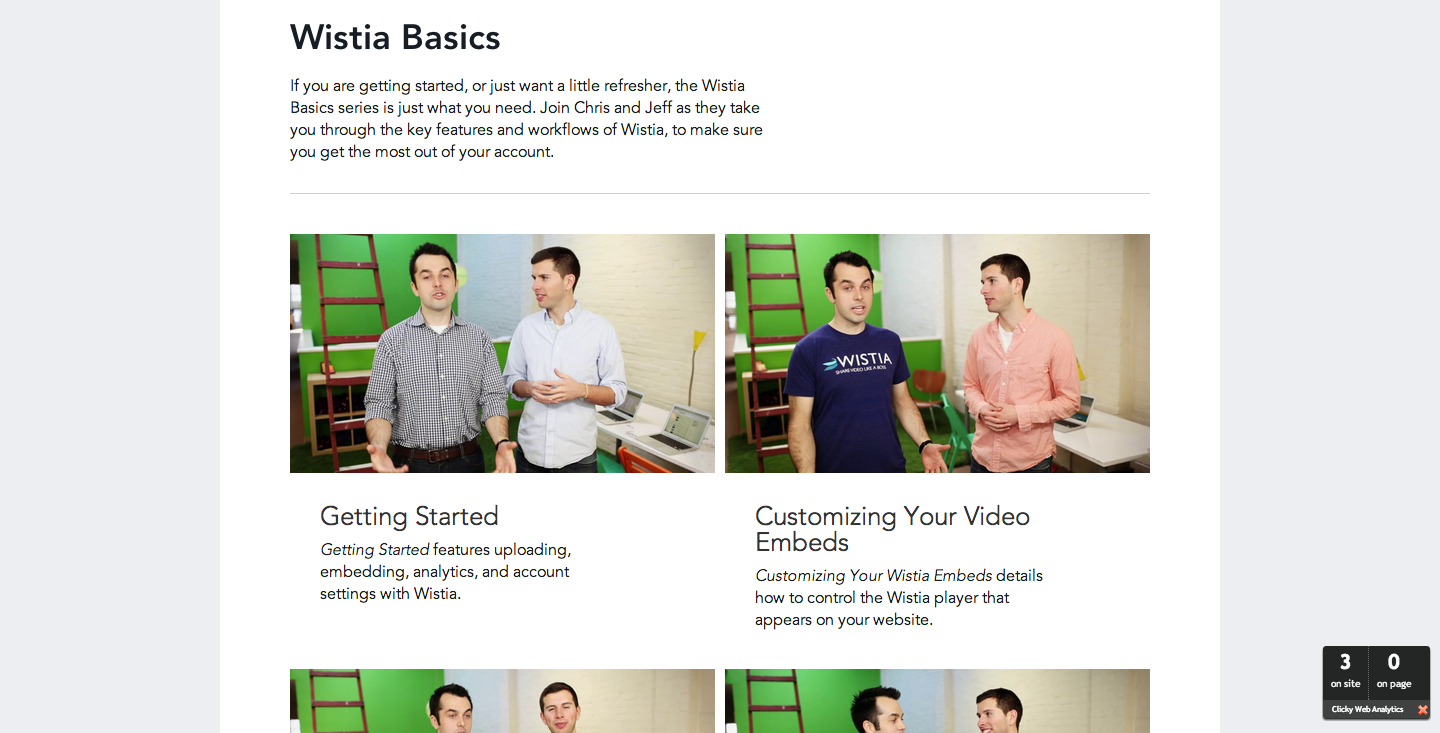 Wistia Basics
If you are getting started, or just want a little refresher, the Wistia
Basics series is just what you need. Join Chris and Jeff as they take
you through the key features and workflows of Wistia, to make sure
you get the most out of your account.
WISTIA
SHARE VIDEO LIKE A BOSS
Getting Started
Getting Started features uploading,
embedding, analytics, and account
settings with Wistia.
Customizing Your Video
Embeds
Customizing Your Wistia Embeds details
how to control the Wistia player that
appears on your website.
3 0
on site on page
Clicky Web Analytics